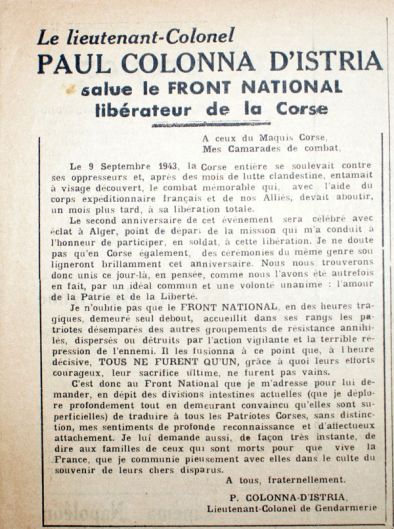 Le lieutenant-Colonel
PAUL COLONNA D'ISTRIA
salue le FRONT NATIONAL
libérateur de la Corse
A ceux du Maquis Corse,
Mes Camarades de combat,
Le 9 Septembre 1943, la Corse entière se soulevait contre
ses oppresseurs et, après des mois de lutte clandestine, entamait
à visage découvert, le combat mémorable qui, avec l'aide du
corps expéditionnaire français et de nos Alliés, devait aboutir,
un mois plus tard, à sa libération totale.
Le second anniversaire de cet événement sera célébré avec
éclat à Alger, point de départ de la mission qui m'a conduit à
l'honneur de participer, en soldat, à cette libération. Je ne doute
pas qu'en Corse également, des cérémonies du même genre sou
ligneront brillamment cet anniversaire. Nous nous trouverons
donc unis ce jour-là, en pensée, comme nous l'avons été autrefois
en fait, par un idéal commun et une volonté unanime : l'amour
de la Patrie et de la Liberté.
Je n'oublie pas que le FRONT NATIONAL, en des heures tra-
giques, demeuré seul debout, accueillit dans ses rangs les pa-
triotes désemparés des autres groupements de résistance annihi-
lés, dispersés ou détruits par l'action vigilante et la terrible ré-
pression de l'ennemi. Il les fusionna à ce point que, à l'heure
décisive, TOUS NE FURENT QU'UN, grâce à quoi leurs efforts
courageux, leur sacrifice ultime, ne furent pas vains.
C'est donc au Front National que je m'adresse pour lui de-
mander, en dépit des divisions intestines actuelles (que je déplo-
re profondément tout en demeurant convaincu qu'elles sont su-
perficielles) de traduire à tous les Patriotes Corses, sans distinc-
tion, mes sentiments de profonde reconnaissance et d'affectueux
attachement. Je lui demande aussi, de façon très instante, de
dire aux familles de ceux qui sont morts pour que vive la
France, que je communie pieusement avec elles dans le culte du
souvenir de leurs chers disparus.
A tous, fraternellement.
P. COLONNA-D'ISTRIA,
Lieutenant-Colonel de Gendarmerie